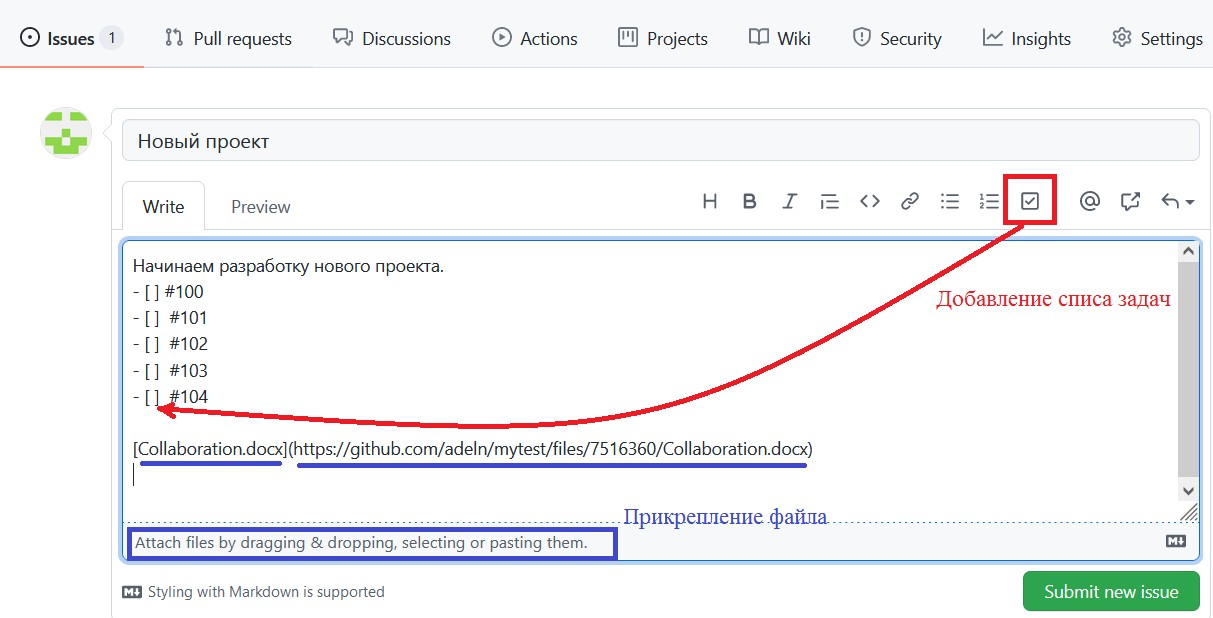 Issues 1 Pull requests Discussions Actions Projects Wiki Security Insights Settings
Новый проект
Write Preview
Начинаем разработку нового проекта.
- [ ] #100
- [ ]  #101
- [ ]  #102
- [ ]  #103
- [ ]  #104
Добавление списа задач
[Collaboration.docx](https://github.com/adeln/mytest/files/7516360/Collaboration.docx)
Прикрепление файла
Attach files by dragging & dropping, selecting or pasting them.
Styling with Markdown is supported
Submit new issue